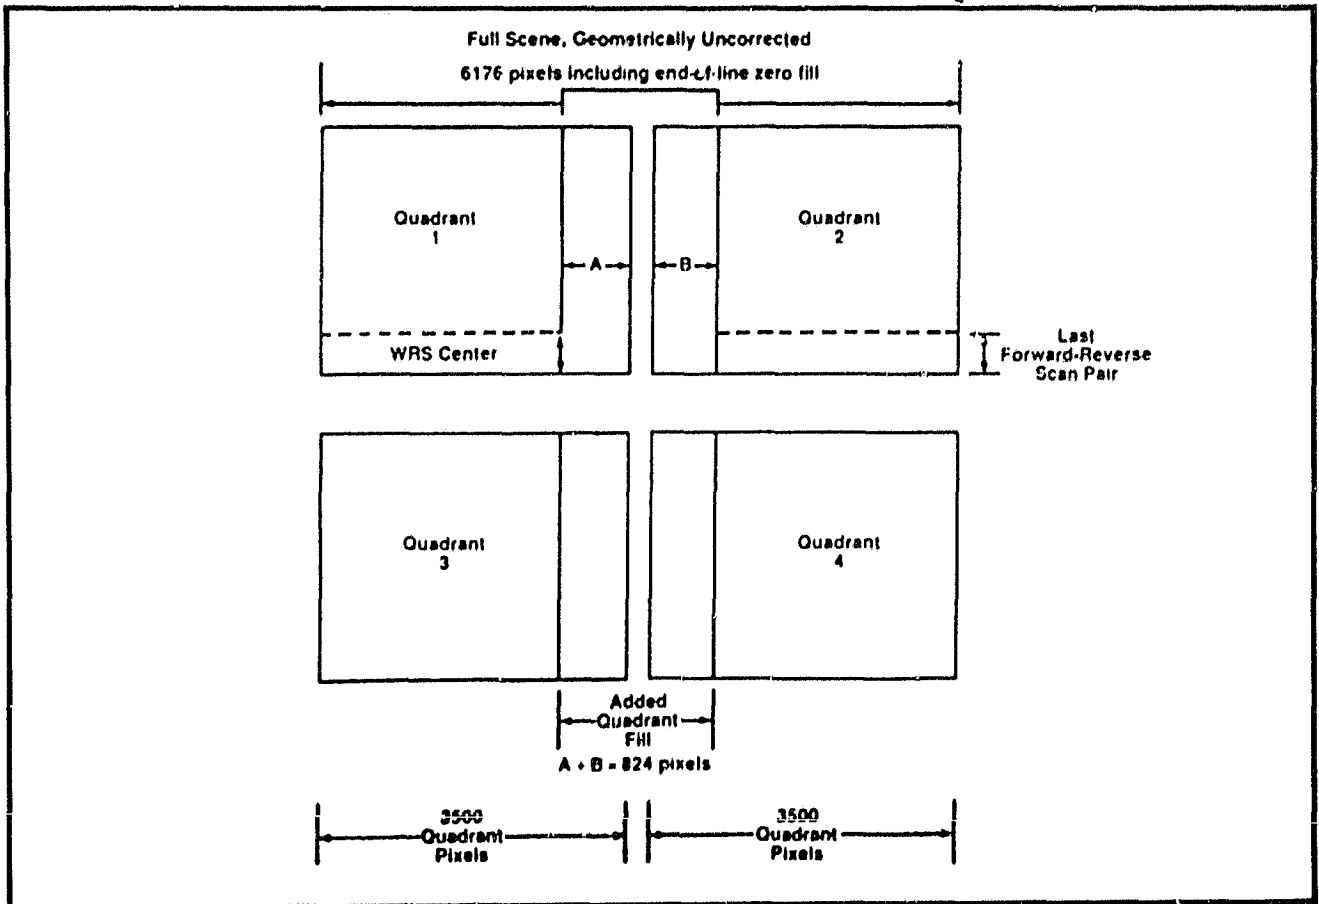 Full Scene, Geometrically Uncorrected
6176 pixels including end-of-line zero fill
Quadrant
1
Quadrant
2
A
B
WRS Center
Last
Forward-Reverse
Scan Pair
Quadrant
3
Quadrant
4
Added
Quadrant
Fill
A + B = 824 pixels
3500
Quadrant
Pixels
3500
Quadrant
Pixels